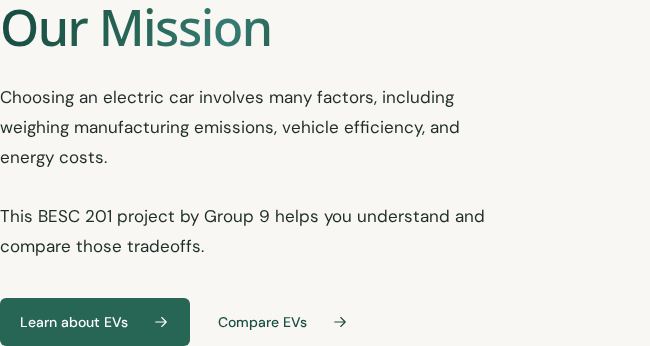 Our Mission
Choosing an electric car involves many factors, including
weighing manufacturing emissions, vehicle efficiency, and
energy costs.
This BESC 201 project by Group 9 helps you understand and
compare those tradeoffs.
Learn about EVs → Compare EVs →